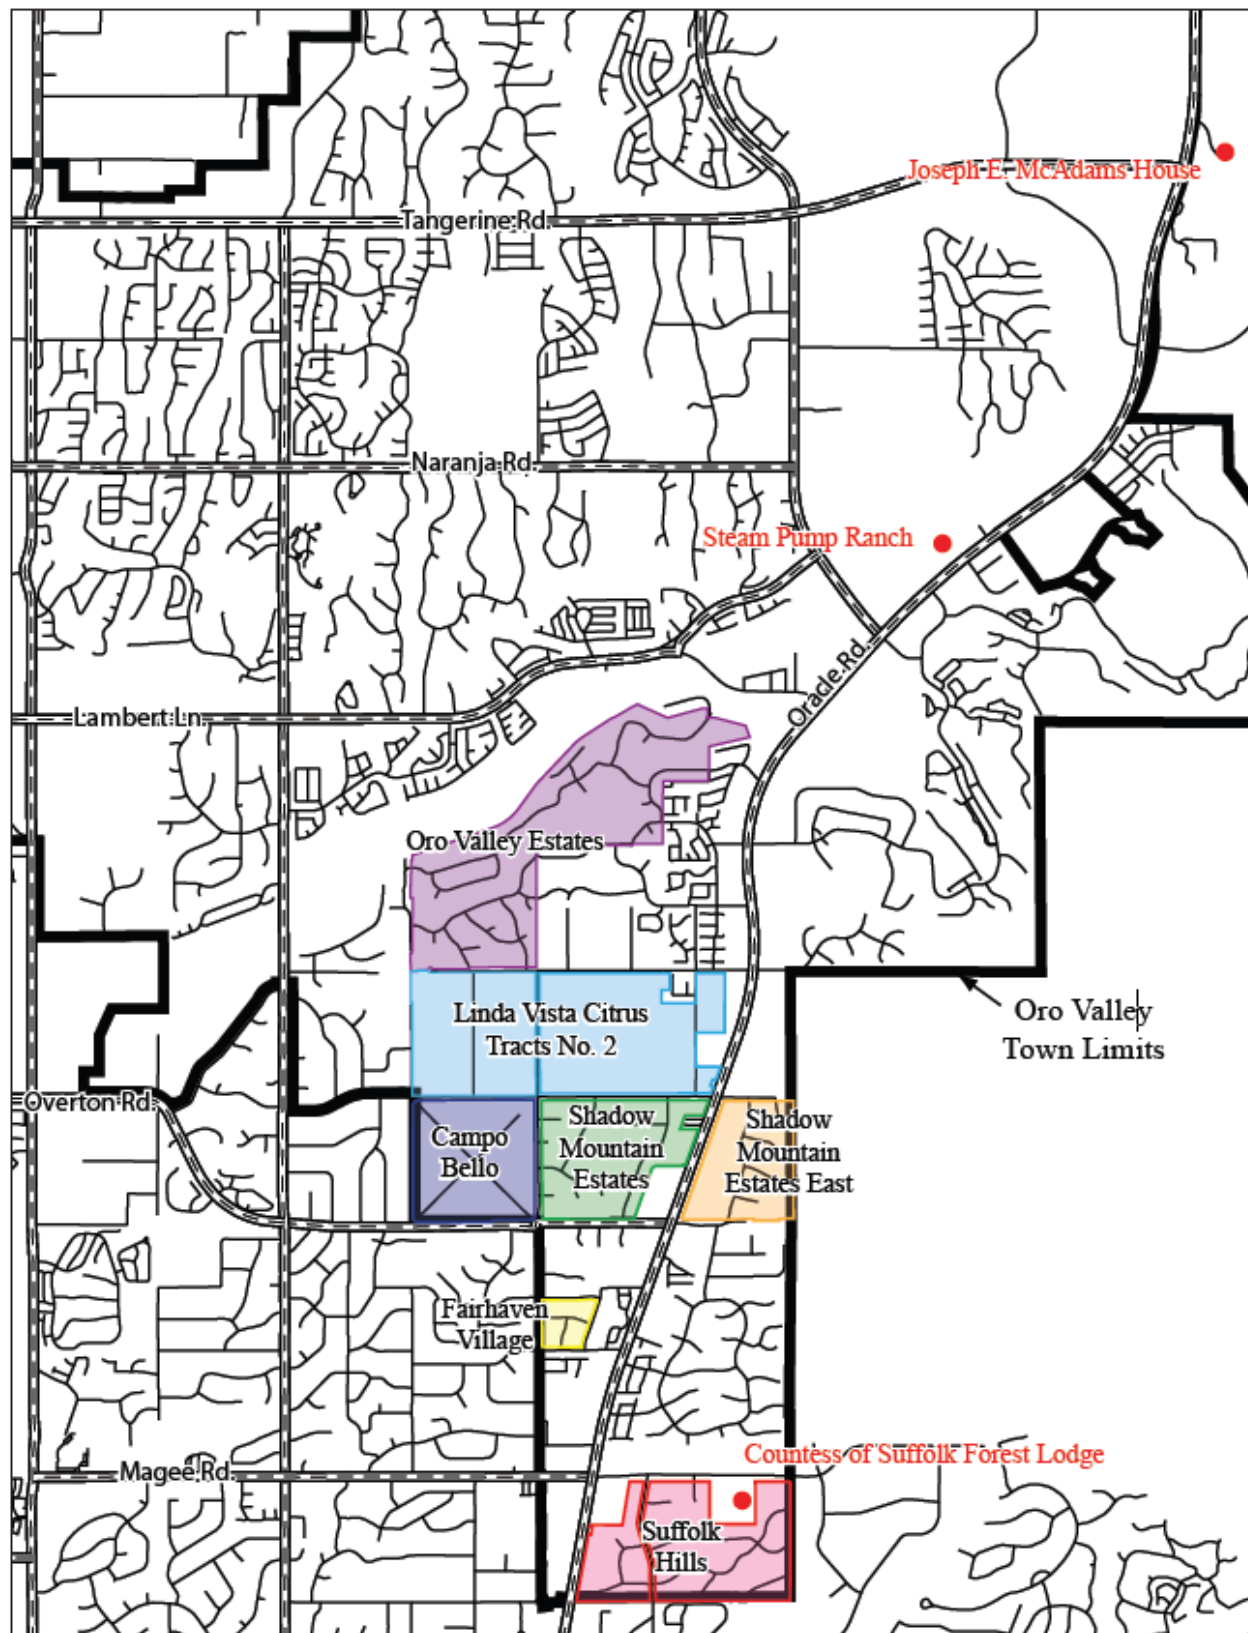 Joseph E. McAdams House
Tangerine Rd.
Naranja Rd.
Steam Pump Ranch
Oracle Rd.
Lambert Ln.
Oro Valley Estates
Linda Vista Citrus
Tracts No. 2
Oro Valley
Town Limits
Overton Rd.
Campo
Bello
Shadow
Mountain
Estates
Shadow
Mountain
Estates East
Fairhaven
Village
Countess of Suffolk Forest Lodge
Magee Rd.
Suffolk
Hills